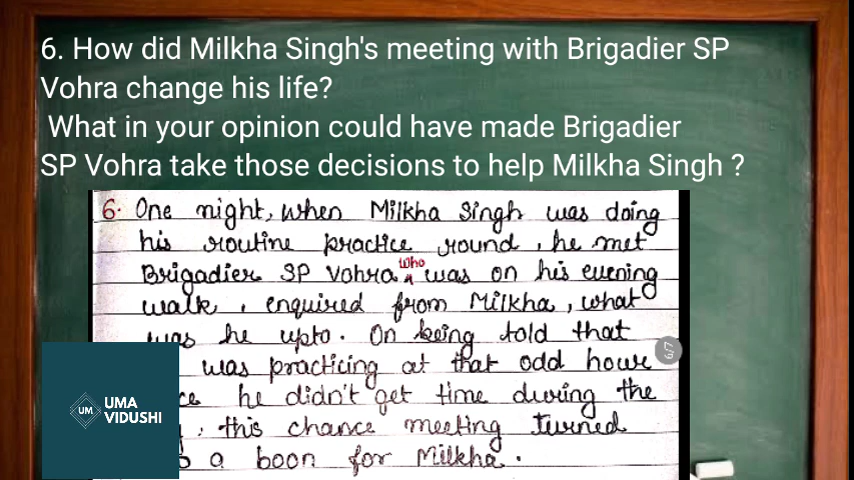 6. How did Milkha Singh's meeting with Brigadier SP
Vohra change his life?
What in your opinion could have made Brigadier
SP Vohra take those decisions to help Milkha Singh ?
6. One night, when Milkha Singh was doing
his routine practice round, he met
Brigadier SP Vohra who was on his evening
walk, enquired from Milkha, what
was he upto. On being told that
was practicing at that odd hour
he didn't get time during the
, this chance meeting turned
a boon for Milkha.
6/7
UM
UMA
VIDUSHI